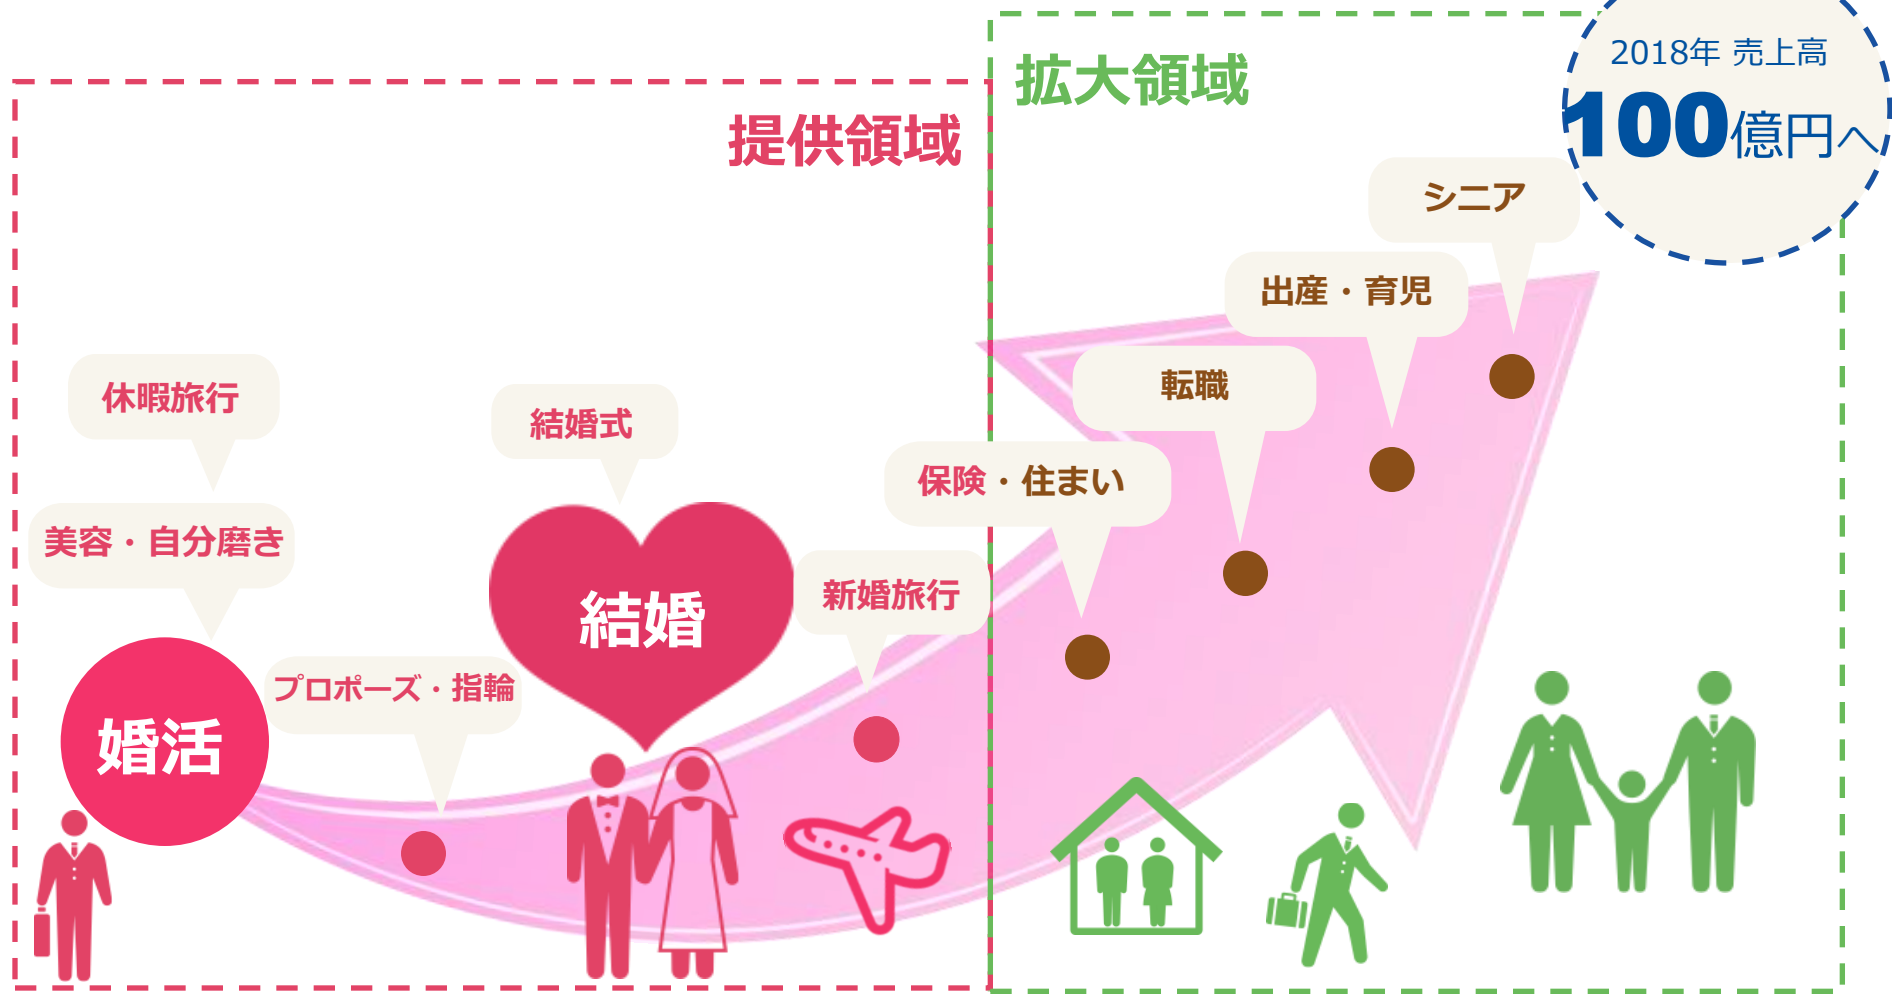 提供領域
休暇旅行
美容・自分磨き
婚活
プロポーズ・指輪
結婚式
結婚
新婚旅行
拡大領域
保険・住まい
転職
出産・育児
シニア
2018年 売上高
100億円へ